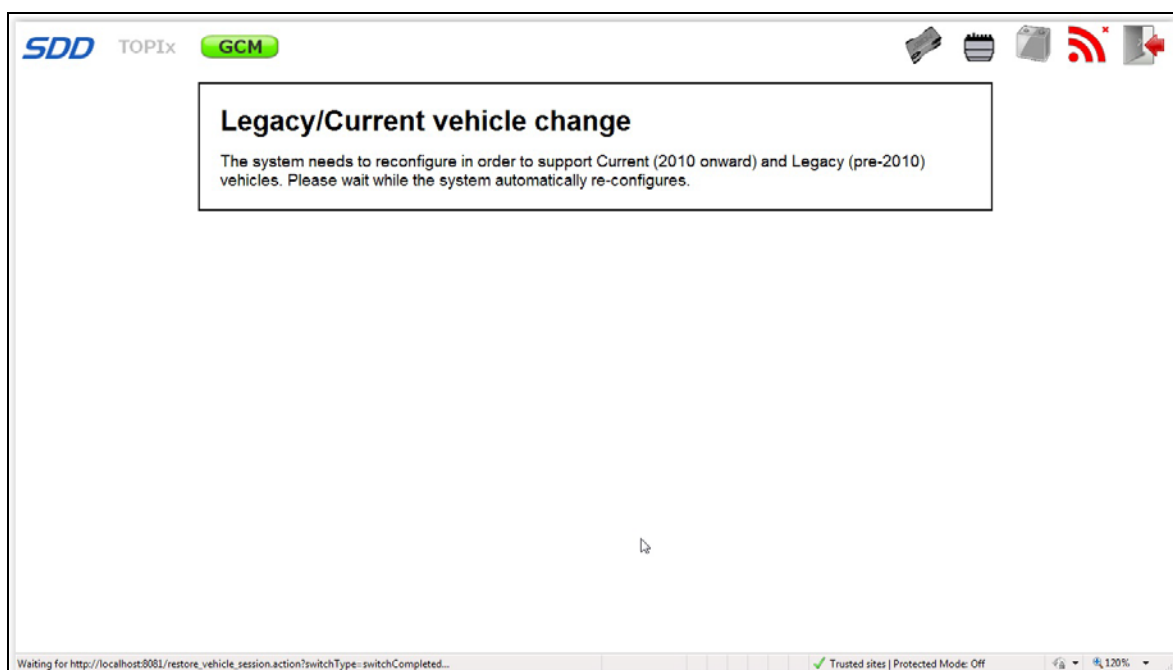 SDD TOPIx GCM
Legacy/Current vehicle change
The system needs to reconfigure in order to support Current (2010 onward) and Legacy (pre-2010)
vehicles. Please wait while the system automatically re-configures.
Waiting for http://localhost:8081/restore_vehicle_session.action?switchType=switchCompleted... Trusted sites | Protected Mode: Off 120%